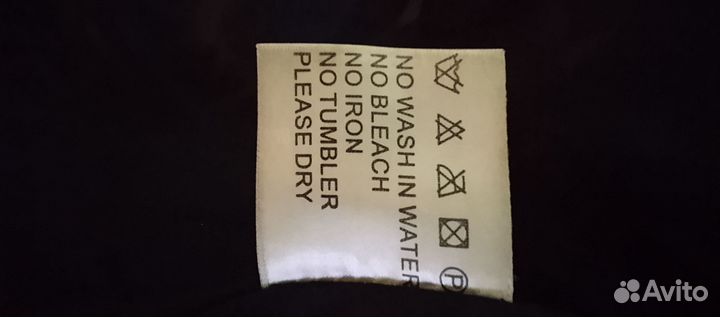 NO WASH IN WATER
NO BLEACH
NO IRON
NO TUMBLER
PLEASE DRY
P
Avito